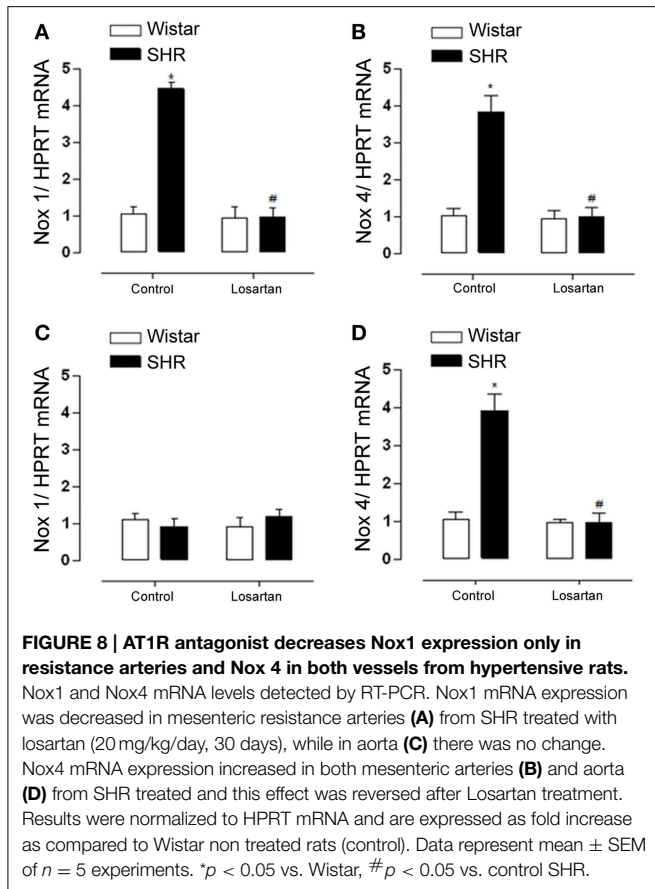 A
Wistar
SHR
Nox 1/ HPRT mRNA
5
4
3
2
1
0
*
#
Control
Losartan
B
Wistar
SHR
Nox 4/ HPRT mRNA
5
4
3
2
1
0
*
#
Control
Losartan
C
Wistar
SHR
Nox 1/ HPRT mRNA
5
4
3
2
1
0
Control
Losartan
D
Wistar
SHR
Nox 4/ HPRT mRNA
5
4
3
2
1
0
*
#
Control
Losartan
FIGURE 8 | AT1R antagonist decreases Nox1 expression only in
resistance arteries and Nox 4 in both vessels from hypertensive rats.
Nox1 and Nox4 mRNA levels detected by RT-PCR. Nox1 mRNA expression
was decreased in mesenteric resistance arteries (A) from SHR treated with
losartan (20 mg/kg/day, 30 days), while in aorta (C) there was no change.
Nox4 mRNA expression increased in both mesenteric arteries (B) and aorta
(D) from SHR treated and this effect was reversed after Losartan treatment.
Results were normalized to HPRT mRNA and are expressed as fold increase
as compared to Wistar non treated rats (control). Data represent mean ± SEM
of n = 5 experiments. *p < 0.05 vs. Wistar, #p < 0.05 vs. control SHR.